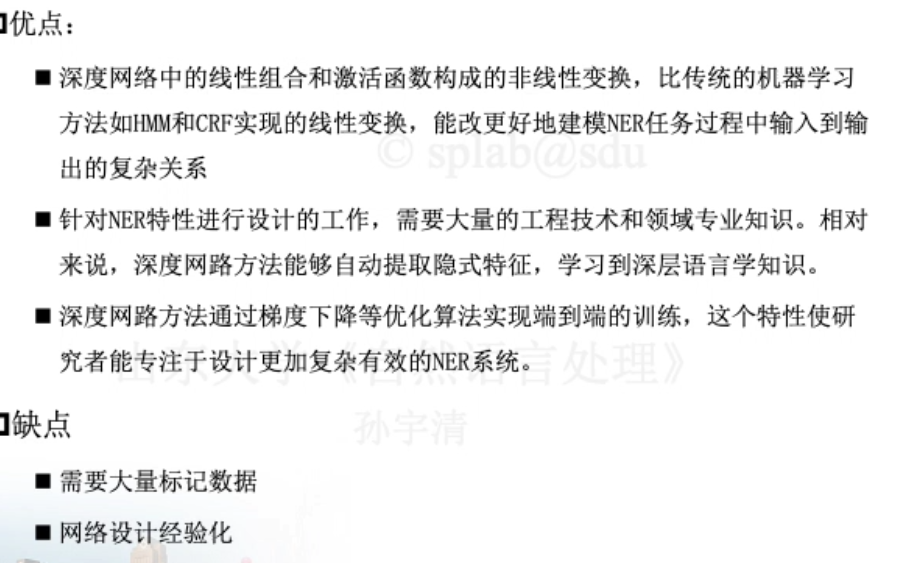 优点：
深度网络中的线性组合和激活函数构成的非线性变换，比传统的机器学习
方法如HMM和CRF实现的线性变换，能改更好地建模NER任务过程中输入到输
© splab@sdu
出的复杂关系
针对NER特性进行设计的工作，需要大量的工程技术和领域专业知识。相对
来说，深度网路方法能够自动提取隐式特征，学习到深层语言学知识。
深度网路方法通过梯度下降等优化算法实现端到端的训练，这个特性使研
究者能专注于设计更加复杂有效的NER系统。
山东大学《自然语言处理》
缺点
孙宇清
需要大量标记数据
网络设计经验化